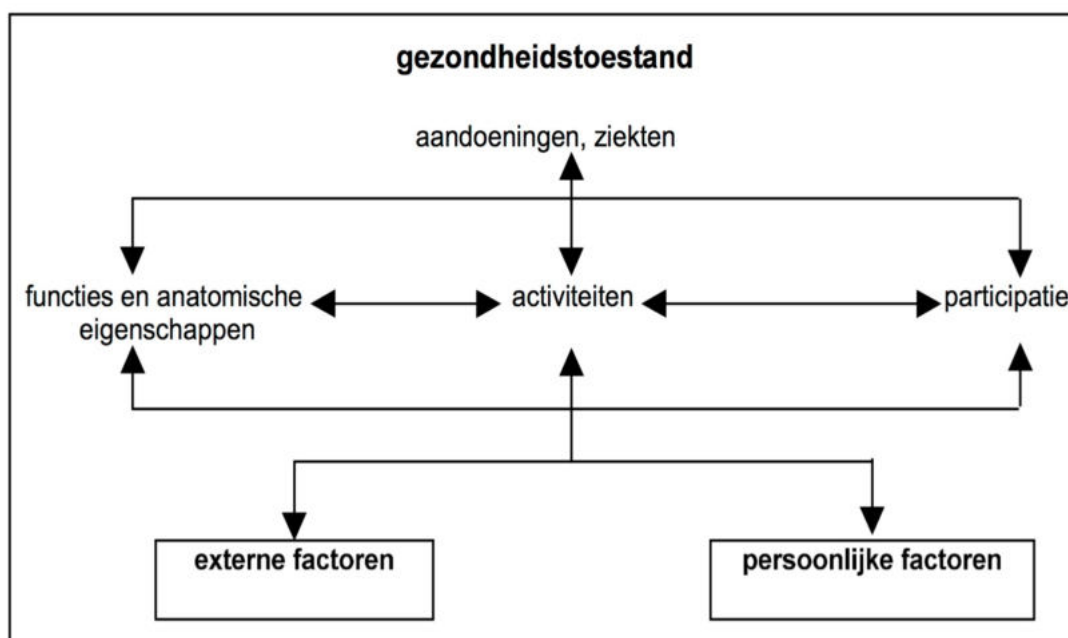 gezondheidstoestand
aandoeningen, ziekten
functies en anatomische
eigenschappen
activiteiten
participatie
externe factoren
persoonlijke factoren